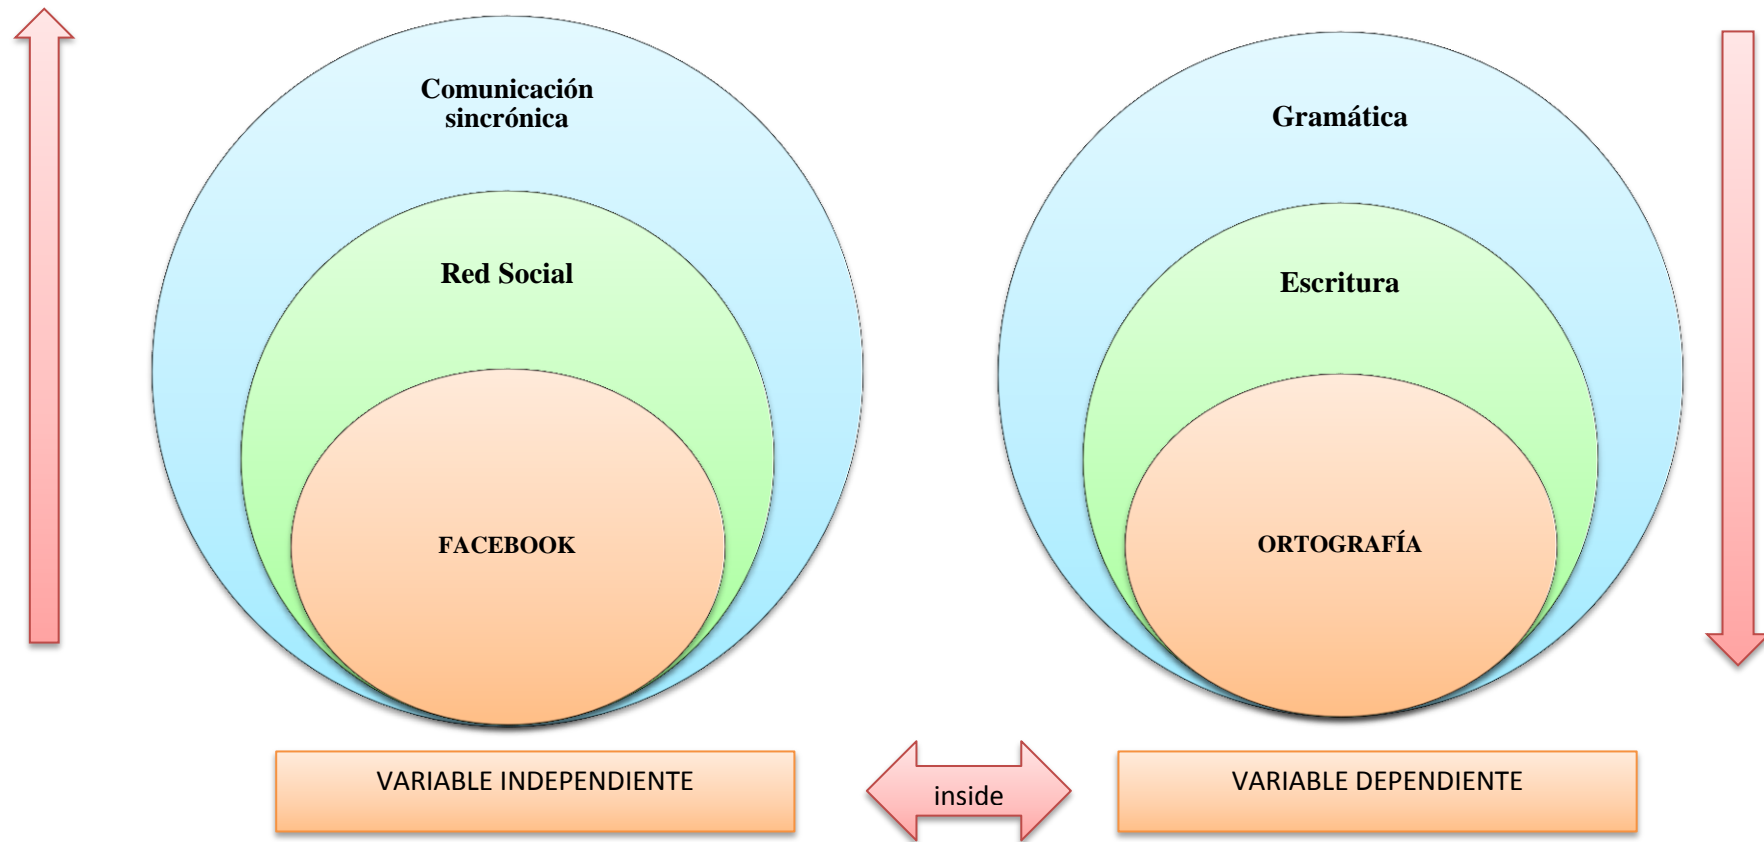 Comunicación
sincrónica
Red Social
FACEBOOK
VARIABLE INDEPENDIENTE
inside
Gramática
Escritura
ORTOGRAFÍA
VARIABLE DEPENDIENTE